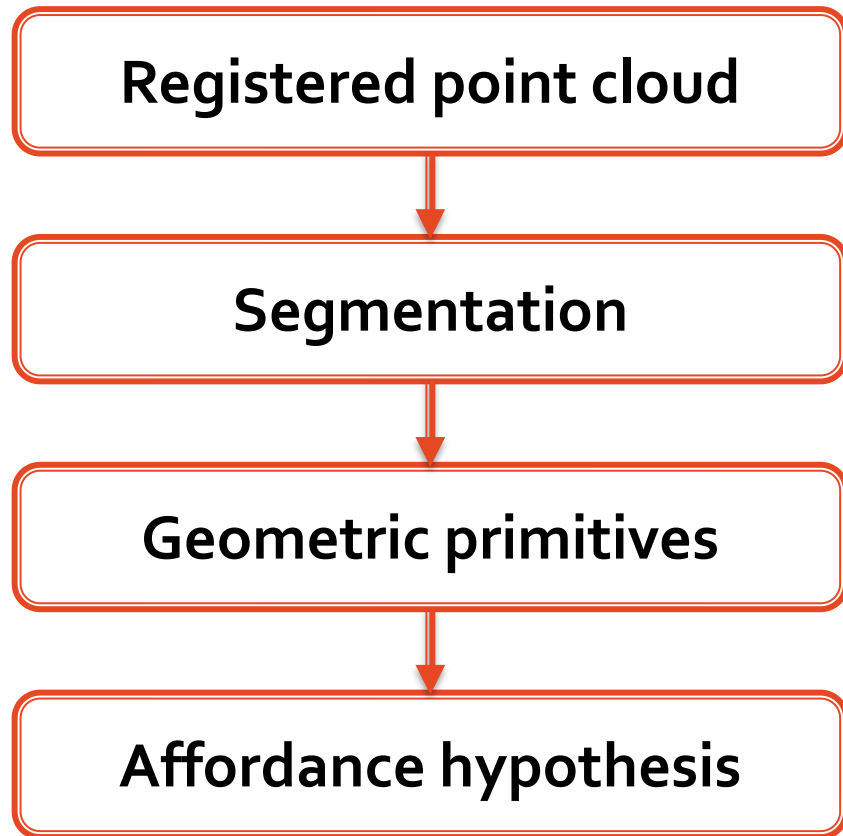 Registered point cloud
Segmentation
Geometric primitives
Affordance hypothesis